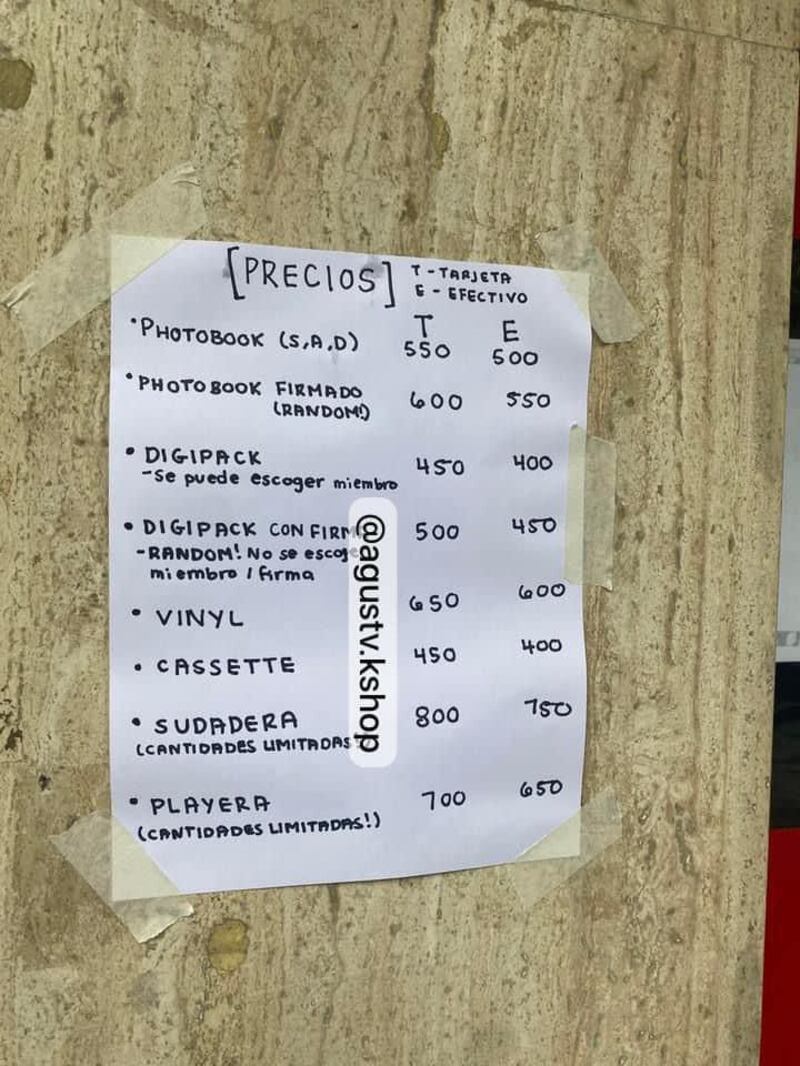 [PRECIOS]
T - TARJETA
E - EFECTIVO
T E
• PHOTOBOOK (S,A,D) 550 500
• PHOTOBOOK FIRMADO 600 550
(RANDOM!)
• DIGIPACK 450 400
- Se puede escoger miembro
• DIGIPACK CON 500 450
- RANDOM! No se
miembro / firma
• VINYL 650 600
• CASSETTE 450 400
• SUDADERA 800 750
(CANTIDADES LIMITADAS
• PLAYERA 700 650
(CANTIDADES LIMITADAS!)
@agustv.kshop